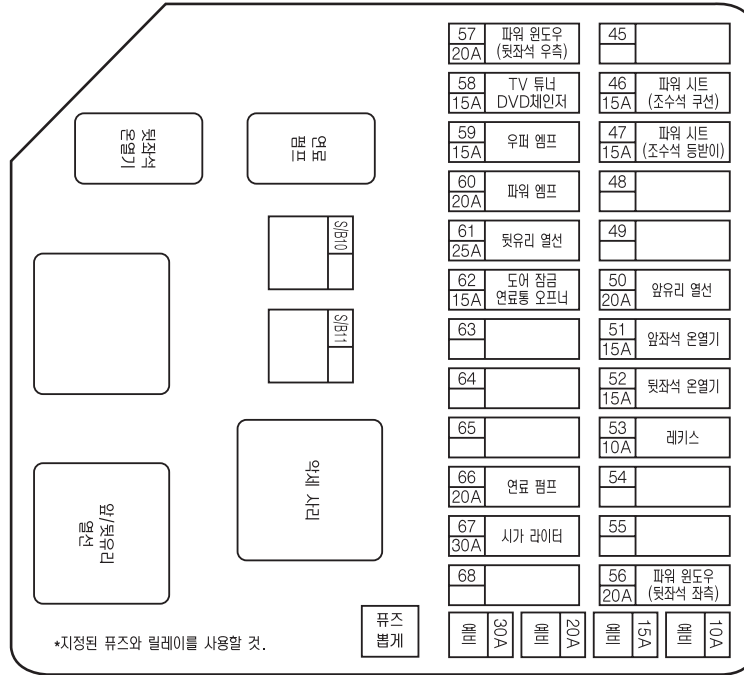 57
20A
파워 윈도우
(뒷좌석 우측)
45
58
15A
TV 튜너
DVD체인저
46
15A
파워 시트
(조수석 쿠션)
59
15A
우퍼 엠프
47
15A
파워 시트
(조수석 등받이)
60
20A
파워 엠프
48
61
25A
뒷유리 열선
49
62
15A
도어 잠금
연료통 오프너
50
20A
앞유리 열선
63
51
15A
앞좌석 온열기
64
52
15A
뒷좌석 온열기
65
53
10A
레키스
66
20A
연료 펌프
54
67
30A
시가 라이터
55
68
56
20A
파워 윈도우
(뒷좌석 좌측)
뒷좌석
온열기
연료
펌프
S/B10
S/B11
악세 사리
앞/뒷유리
열선
퓨즈
뽑게
용비
30A
용비
20A
용비
15A
용비
10A
*지정된 퓨즈와 릴레이를 사용할 것.